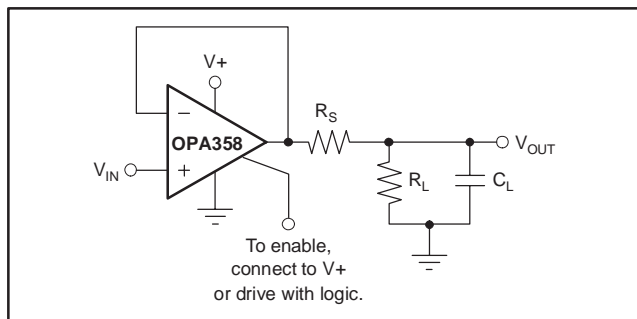 V+
−
OPA358
+
V_IN
R_S
V_OUT
R_L
C_L
To enable,
connect to V+
or drive with logic.